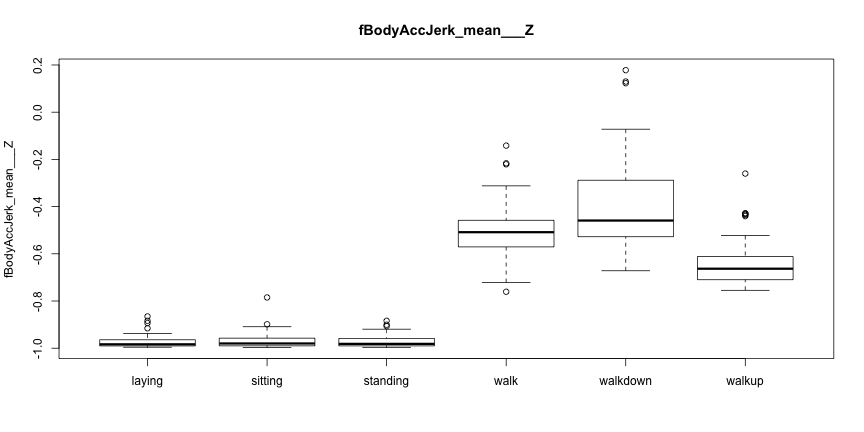 fBodyAccJerk_mean___Z
fBodyAccJerk_mean___Z
0.2
0.0
-0.2
-0.4
-0.6
-0.8
-1.0
laying sitting standing walk walkdown walkup